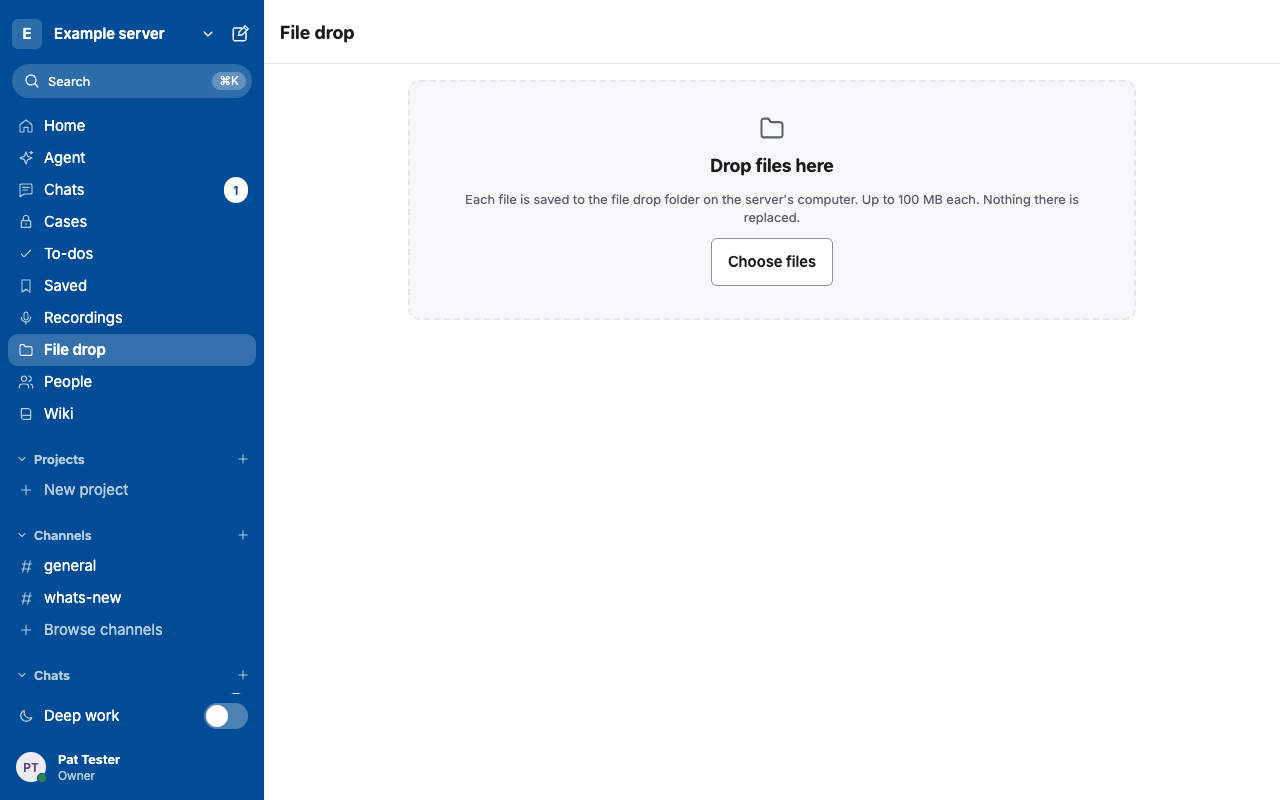 E
Example server
Search
⌘K
Home
Agent
Chats
1
Cases
To-dos
Saved
Recordings
File drop
People
Wiki
Projects
New project
Channels
general
whats-new
Browse channels
Chats
Deep work
PT
Pat Tester
Owner
File drop
Drop files here
Each file is saved to the file drop folder on the server's computer. Up to 100 MB each. Nothing there is
replaced.
Choose files